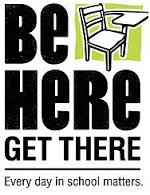 BE
HERE
GET THERE
Every day in school matters.